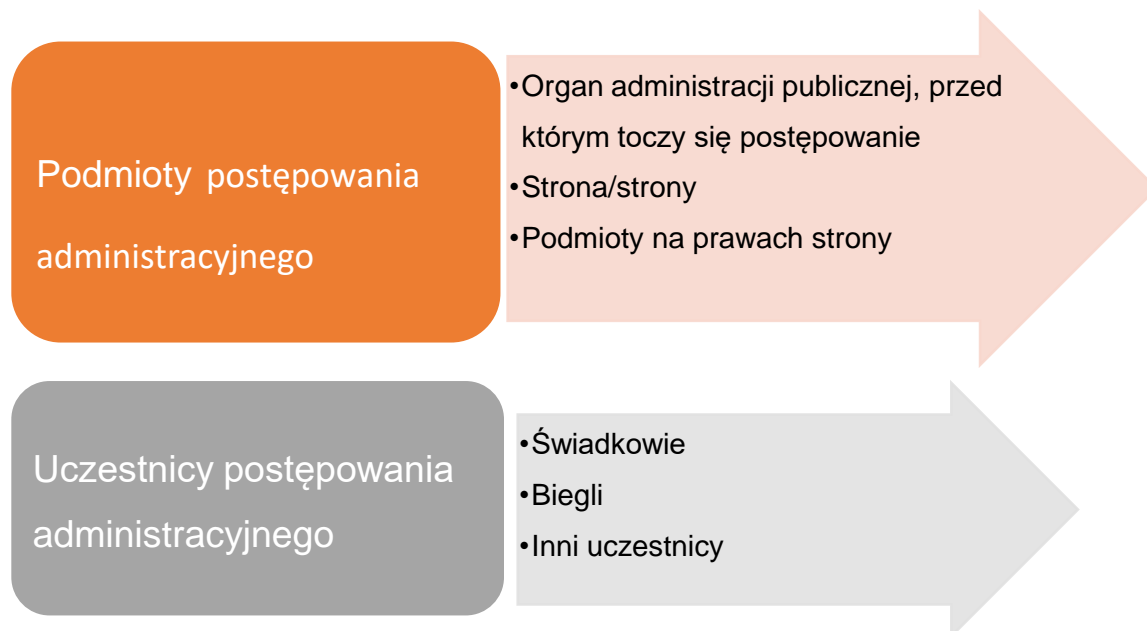 Podmioty postępowania
administracyjnego
•Organ administracji publicznej, przed
którym toczy się postępowanie
•Strona/strony
•Podmioty na prawach strony
Uczestnicy postępowania
administracyjnego
•Świadkowie
•Biegli
•Inni uczestnicy